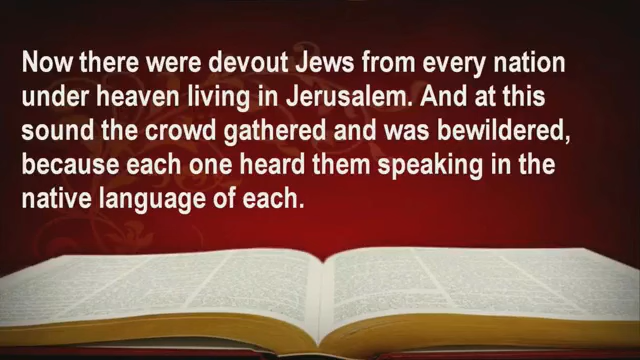 Now there were devout Jews from every nation
under heaven living in Jerusalem. And at this
sound the crowd gathered and was bewildered,
because each one heard them speaking in the
native language of each.